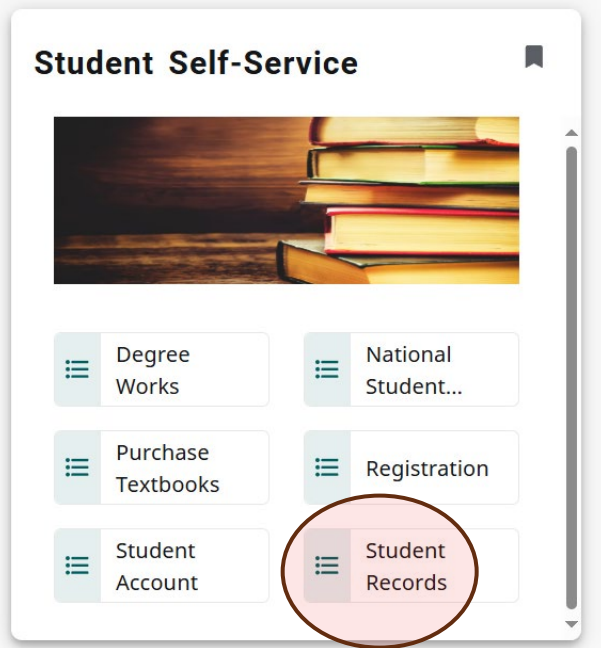 Student Self-Service
Degree
Works
National
Student...
Purchase
Textbooks
Registration
Student
Account
Student
Records